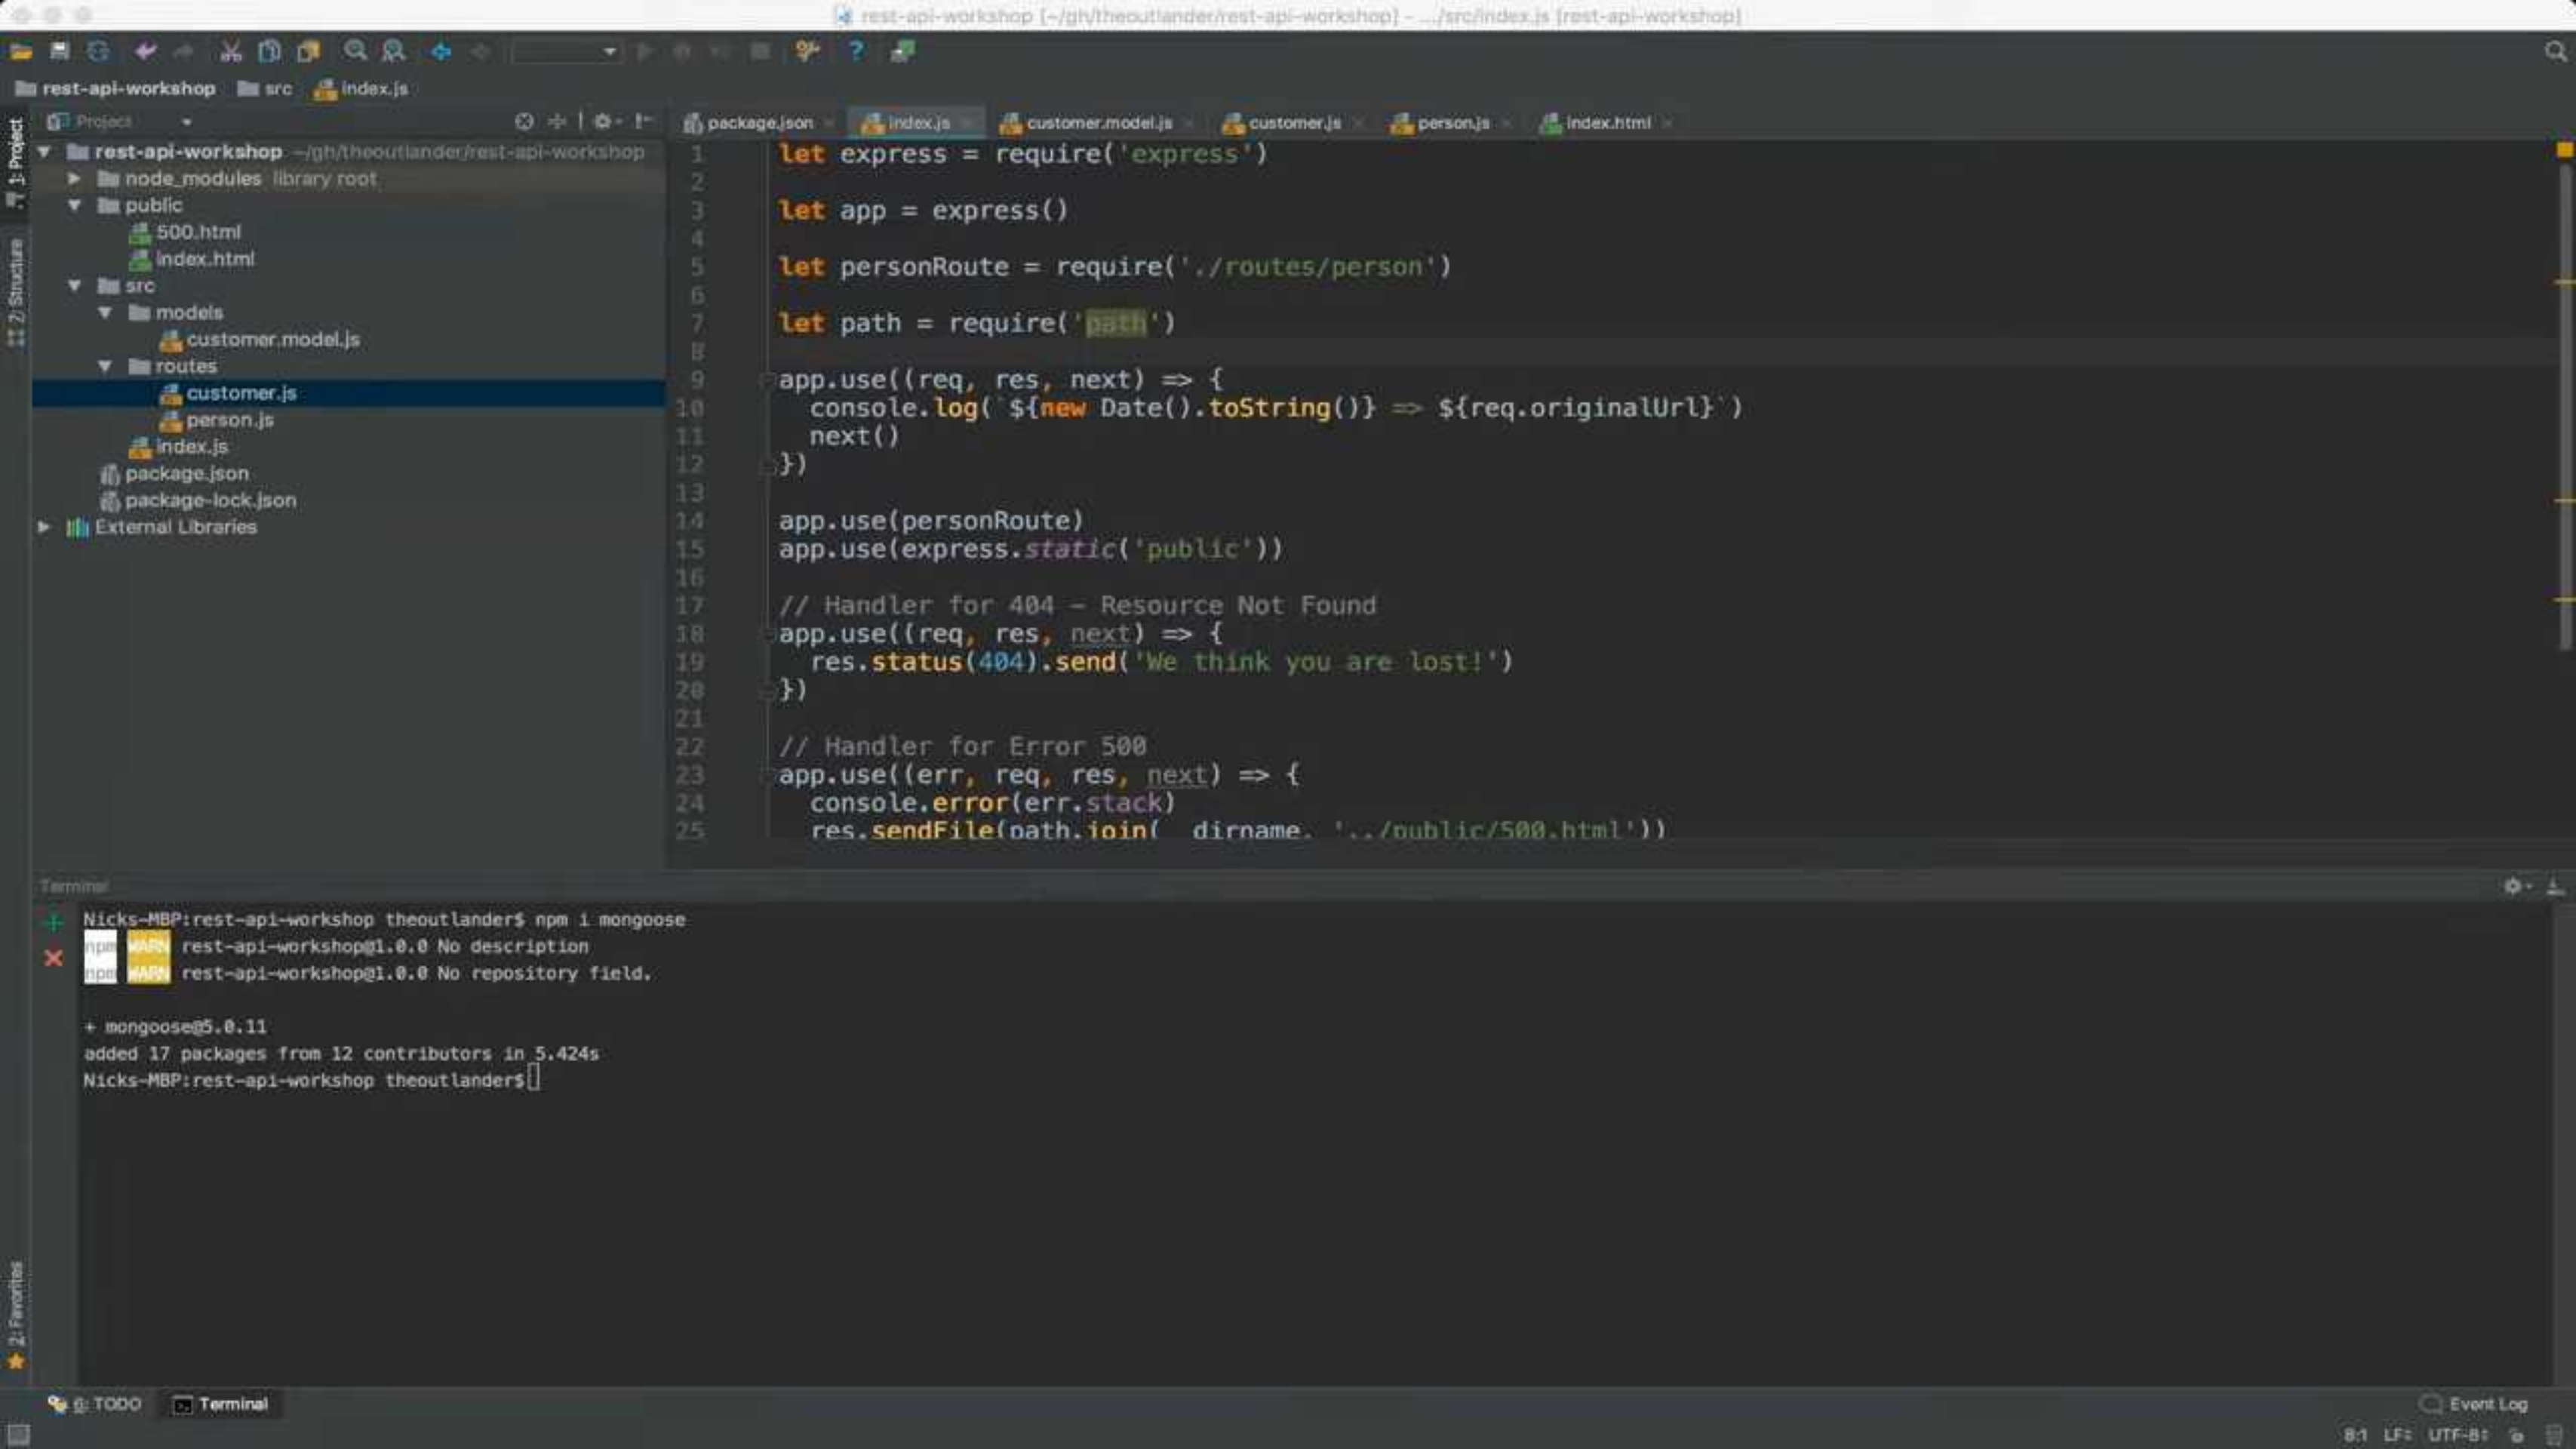 rest-api-workshop [~/gh/theoutlander/rest-api-workshop] - .../src/index.js [rest-api-workshop]
rest-api-workshop src index.js
Project
package.json index.js customer.model.js customer.js person.js index.html
1: Project
2: Structure
2: Favorites
rest-api-workshop ~/gh/theoutlander/rest-api-workshop
node_modules library root
public
500.html
index.html
src
models
customer.model.js
routes
customer.js
person.js
index.js
package.json
package-lock.json
External Libraries
1 let express = require('express')
2
3 let app = express()
4
5 let personRoute = require('./routes/person')
6
7 let path = require('path')
8
9 app.use((req, res, next) => {
10 console.log(`${new Date().toString()} => ${req.originalUrl}`)
11 next()
12 })
13
14 app.use(personRoute)
15 app.use(express.static('public'))
16
17 // Handler for 404 - Resource Not Found
18 app.use((req, res, next) => {
19 res.status(404).send('We think you are lost!')
20 })
21
22 // Handler for Error 500
23 app.use((err, req, res, next) => {
24 console.error(err.stack)
25 res.sendFile(path.join(__dirname, '../public/500.html'))
Terminal
Nicks-MBP:rest-api-workshop theoutlander$ npm i mongoose
npm WARN rest-api-workshop@1.0.0 No description
npm WARN rest-api-workshop@1.0.0 No repository field.
+ mongoose@5.0.11
added 17 packages from 12 contributors in 5.424s
Nicks-MBP:rest-api-workshop theoutlander$
6: TODO Terminal
Event Log
8:1 LF UTF-8